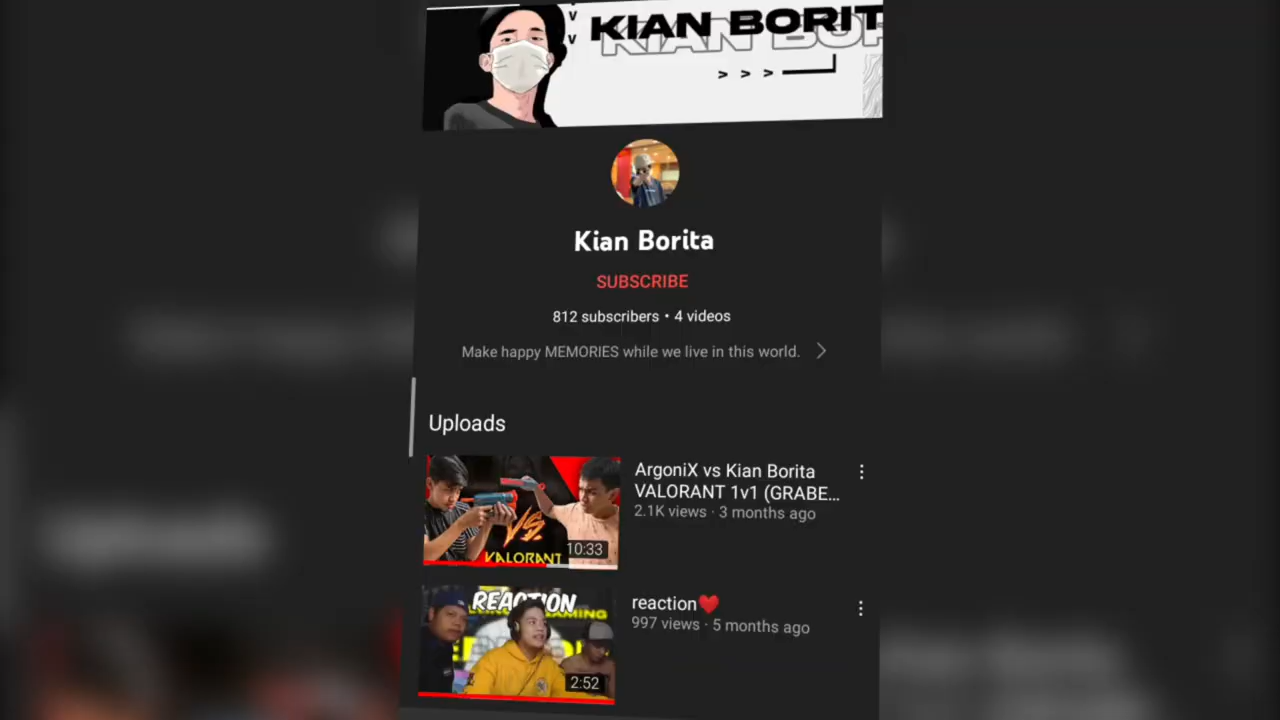 KIAN BORIT
KIAN BOR
> > >
Kian Borita
SUBSCRIBE
812 subscribers • 4 videos
Make happy MEMORIES while we live in this world.
Uploads
ArgoniX vs Kian Borita
VALORANT 1v1 (GRABE...
2.1K views · 3 months ago
VS
VALORANT
10:33
REACTION
reaction❤️
997 views · 5 months ago
2:52